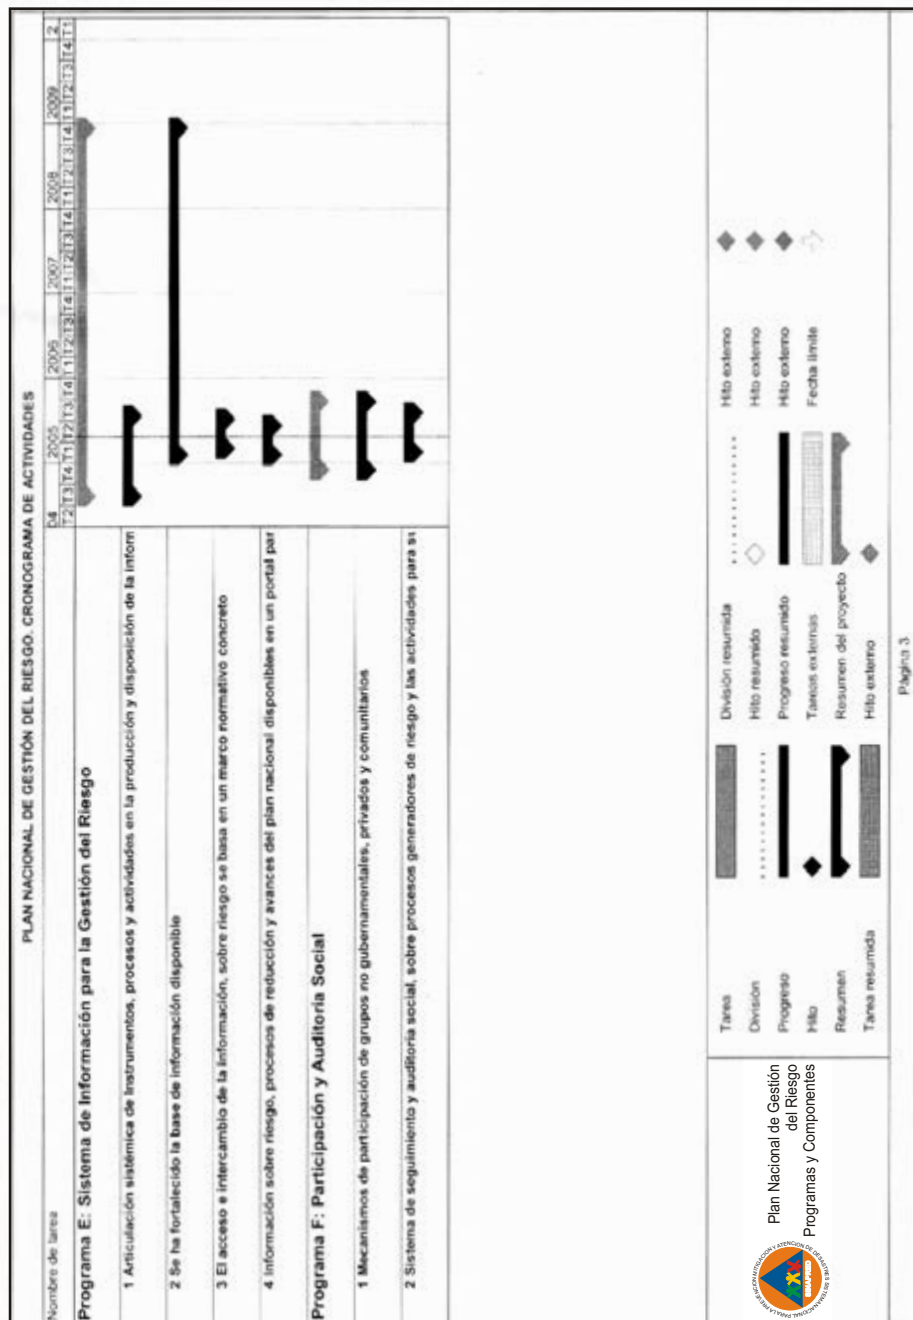 PLAN NACIONAL DE GESTIÓN DEL RIESGO. CRONOGRAMA DE ACTIVIDADES
Nombre de tarea
04 2005 2006 2007 2008 2009 2
T2 T3 T4 T1 T2 T3 T4 T1 T2 T3 T4 T1 T2 T3 T4 T1 T2 T3 T4 T1 T2 T3 T4 T1
Programa E: Sistema de Información para la Gestión del Riesgo
1 Articulación sistémica de Instrumentos, procesos y actividades en la producción y disposición de la inform
2 Se ha fortalecido la base de información disponible
3 El acceso e intercambio de la información, sobre riesgo se basa en un marco normativo concreto
4 Información sobre riesgo, procesos de reducción y avances del plan nacional disponibles en un portal par
Programa F: Participación y Auditoria Social
1 Mecanismos de participación de grupos no gubernamentales, privados y comunitarios
2 Sistema de seguimiento y auditoria social, sobre procesos generadores de riesgo y las actividades para su
Plan Nacional de Gestión
del Riesgo
Programas y Componentes
Tarea
División
Progreso
Hito
Resumen
Tarea resumida
División resumida
Hito resumido
Progreso resumido
Tareas externas
Resumen del proyecto
Hito externo
Hito externo
Hito externo
Hito externo
Fecha límite
Página 3